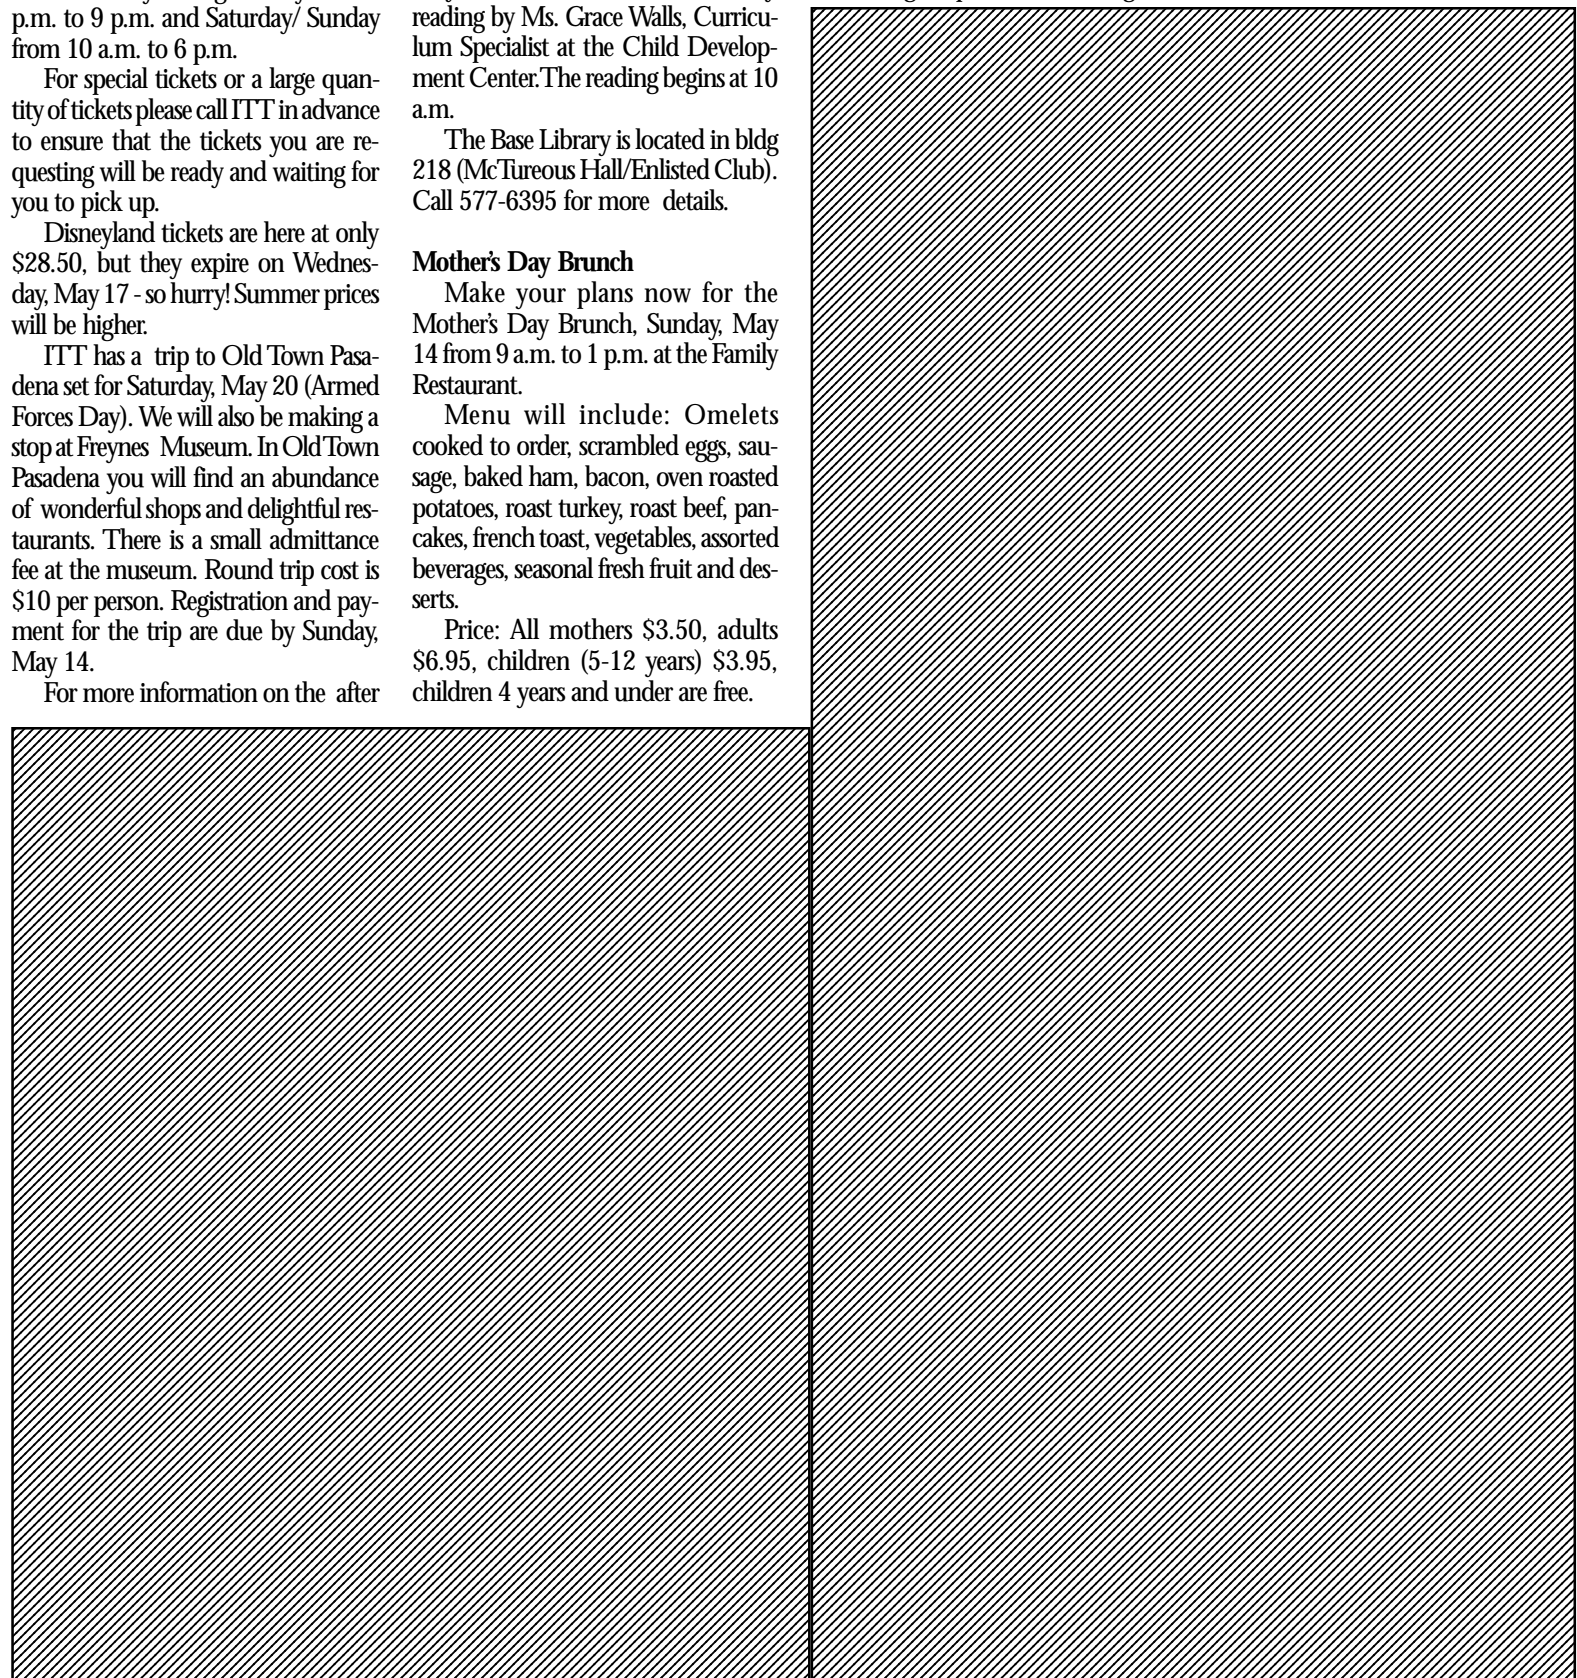 p.m. to 9 p.m. and Saturday/ Sunday
from 10 a.m. to 6 p.m.
For special tickets or a large quan-
tity of tickets please call ITT in advance
to ensure that the tickets you are re-
questing will be ready and waiting for
you to pick up.
Disneyland tickets are here at only
$28.50, but they expire on Wednes-
day, May 17 - so hurry! Summer prices
will be higher.
ITT has a trip to Old Town Pasa-
dena set for Saturday, May 20 (Armed
Forces Day). We will also be making a
stop at Freynes Museum. In Old Town
Pasadena you will find an abundance
of wonderful shops and delightful res-
taurants. There is a small admittance
fee at the museum. Round trip cost is
$10 per person. Registration and pay-
ment for the trip are due by Sunday,
May 14.
For more information on the after
reading by Ms. Grace Walls, Curricu-
lum Specialist at the Child Develop-
ment Center. The reading begins at 10
a.m.
The Base Library is located in bldg
218 (McTureous Hall/Enlisted Club).
Call 577-6395 for more details.
Mother's Day Brunch
Make your plans now for the
Mother's Day Brunch, Sunday, May
14 from 9 a.m. to 1 p.m. at the Family
Restaurant.
Menu will include: Omelets
cooked to order, scrambled eggs, sau-
sage, baked ham, bacon, oven roasted
potatoes, roast turkey, roast beef, pan-
cakes, french toast, vegetables, assorted
beverages, seasonal fresh fruit and des-
serts.
Price: All mothers $3.50, adults
$6.95, children (5-12 years) $3.95,
children 4 years and under are free.